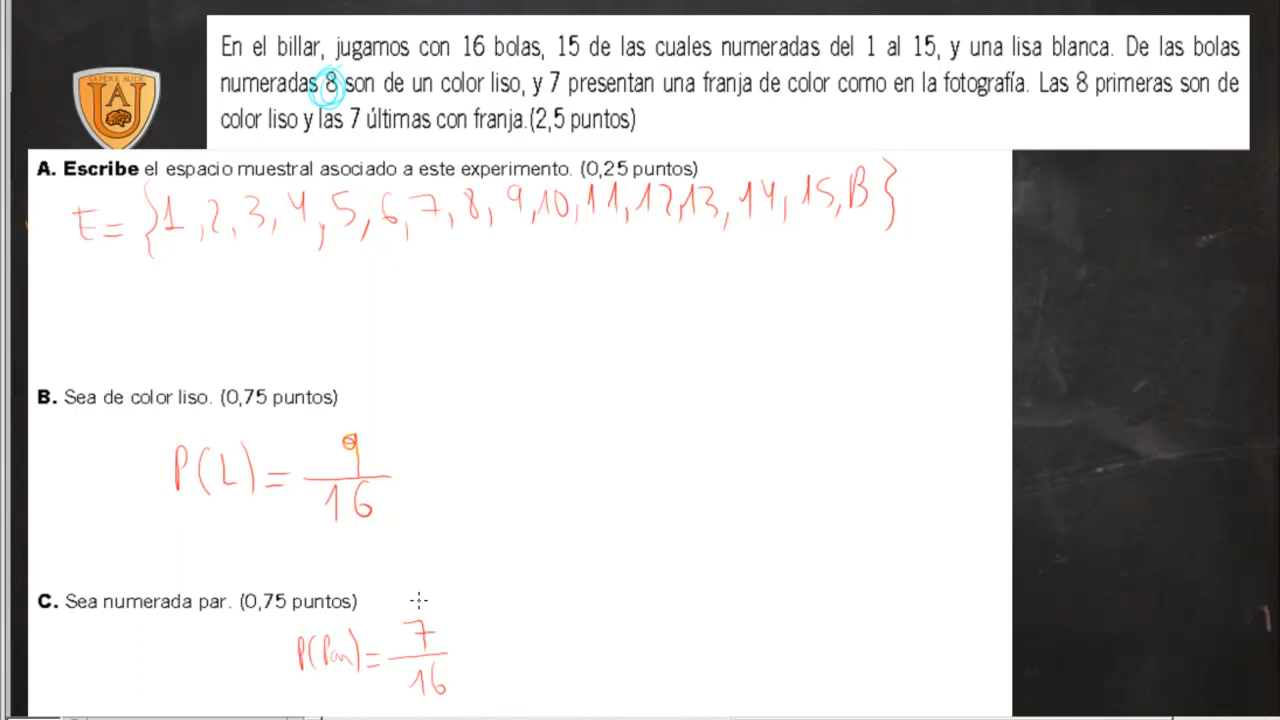 En el billar, jugamos con 16 bolas, 15 de las cuales numeradas del 1 al 15, y una lisa blanca. De las bolas
numeradas 8 son de un color liso, y 7 presentan una franja de color como en la fotografía. Las 8 primeras son de
color liso y las 7 últimas con franja.(2,5 puntos)
SAPERE AUDE
UA
A. Escribe el espacio muestral asociado a este experimento. (0,25 puntos)
E = {1, 2, 3, 4, 5, 6, 7, 8, 9, 10, 11, 12, 13, 14, 15, B}
B. Sea de color liso. (0,75 puntos)
P(L) = 9
16
C. Sea numerada par. (0,75 puntos)
P(Par) = 7
16